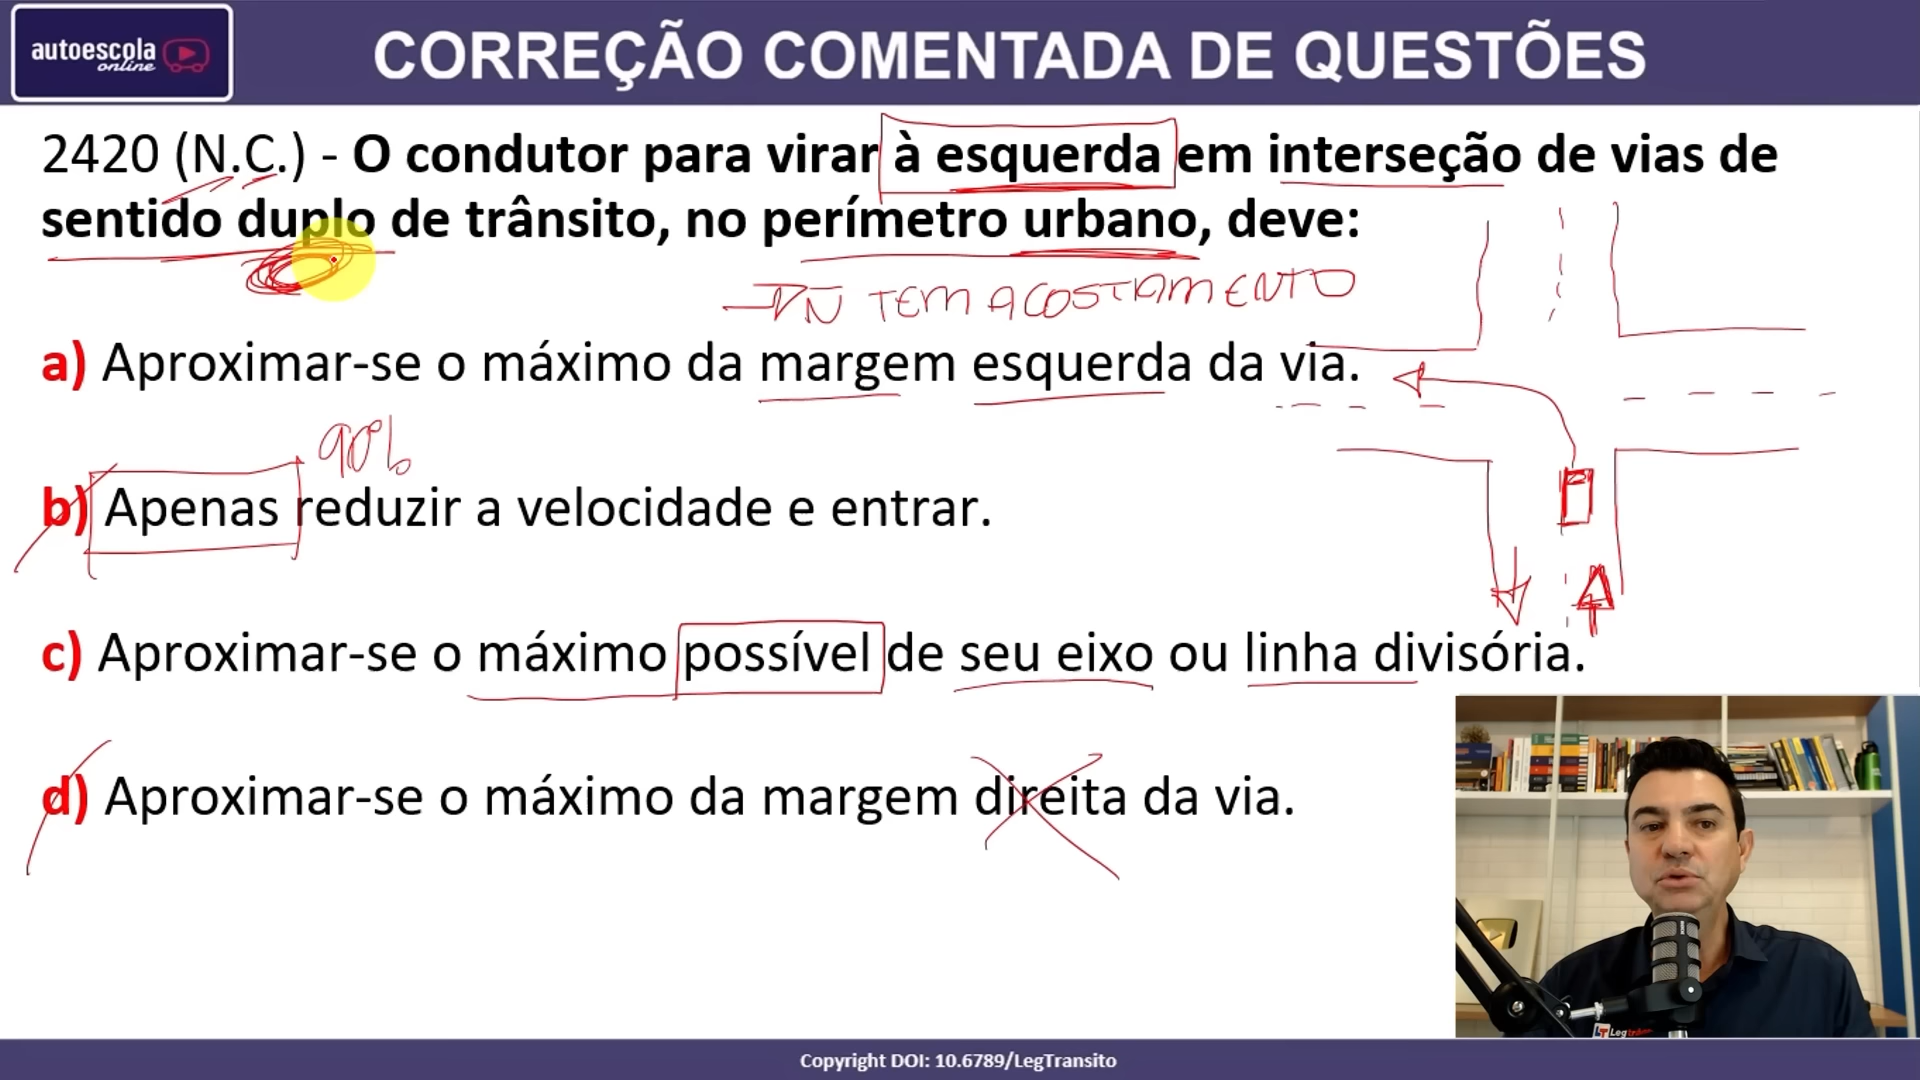 autoescola
online
CORREÇÃO COMENTADA DE QUESTÕES
2420 (N.C.) - O condutor para virar à esquerda em interseção de vias de
sentido duplo de trânsito, no perímetro urbano, deve:
Ñ TEM ACOSTAMENTO
a) Aproximar-se o máximo da margem esquerda da via.
90%
b) Apenas reduzir a velocidade e entrar.
c) Aproximar-se o máximo possível de seu eixo ou linha divisória.
d) Aproximar-se o máximo da margem direita da via.
LT Legtrânsito
Copyright DOI: 10.6789/LegTransito